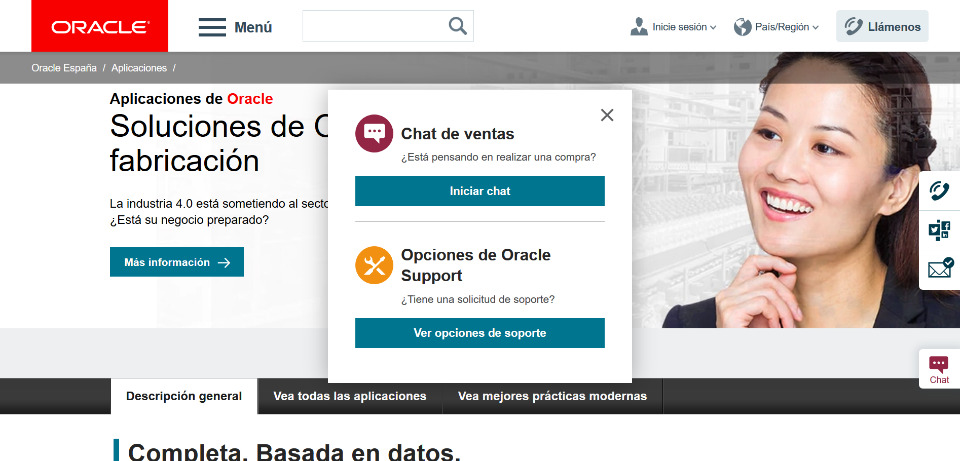 ORACLE
Menú
Inicie sesión
País/Región
Llámenos
Oracle España / Aplicaciones /
Aplicaciones de Oracle
Soluciones de
fabricación
La industria 4.0 está sometiendo al
¿Está su negocio preparado?
Más información
Chat de ventas
¿Está pensando en realizar una compra?
Iniciar chat
Opciones de Oracle
Support
¿Tiene una solicitud de soporte?
Ver opciones de soporte
Chat
Descripción general
Vea todas las aplicaciones
Vea mejores prácticas modernas
Completa. Basada en datos.